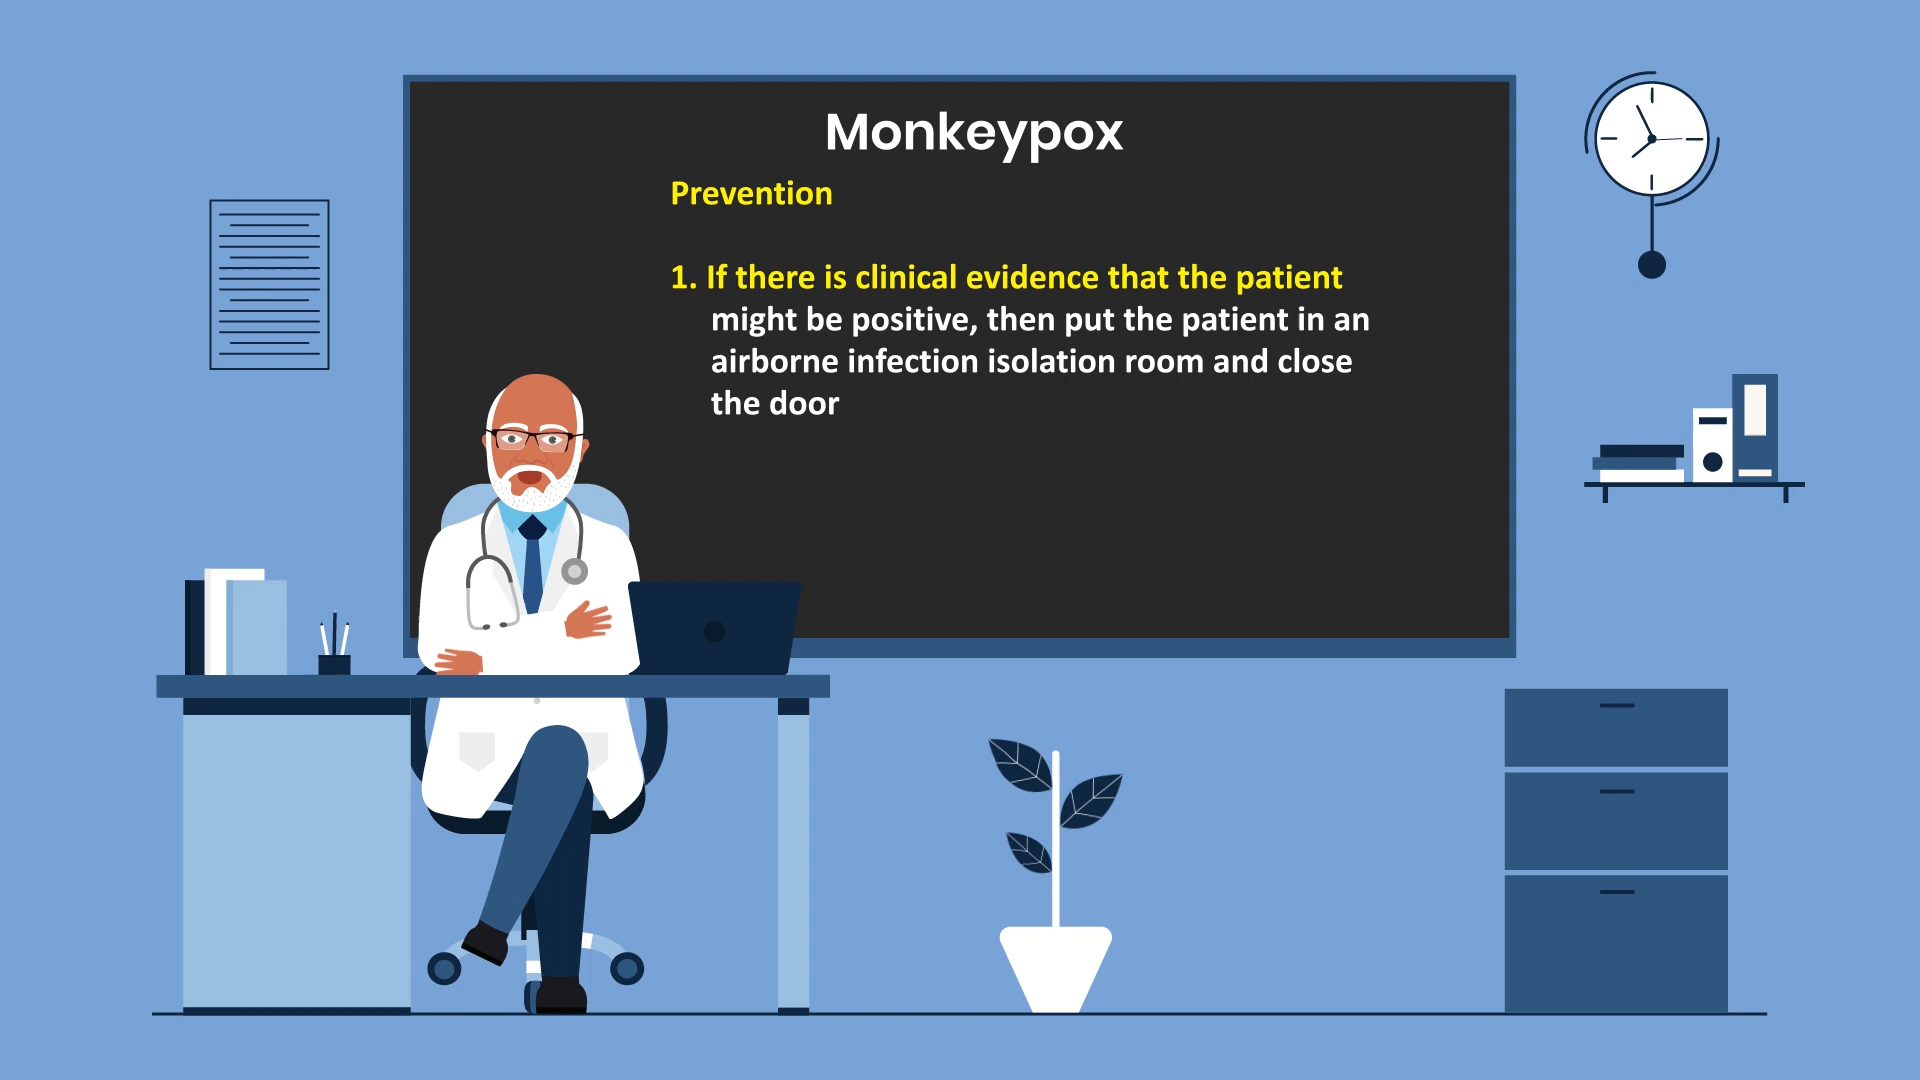 Monkeypox
Prevention
1. If there is clinical evidence that the patient
might be positive, then put the patient in an
airborne infection isolation room and close
the door